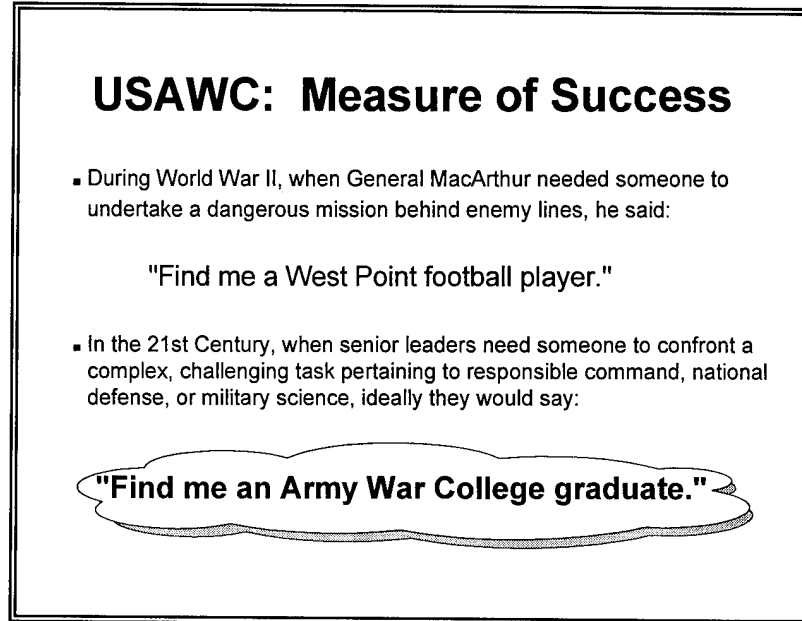 USAWC: Measure of Success
▪ During World War II, when General MacArthur needed someone to
undertake a dangerous mission behind enemy lines, he said:
"Find me a West Point football player."
▪ In the 21st Century, when senior leaders need someone to confront a
complex, challenging task pertaining to responsible command, national
defense, or military science, ideally they would say:
"Find me an Army War College graduate."